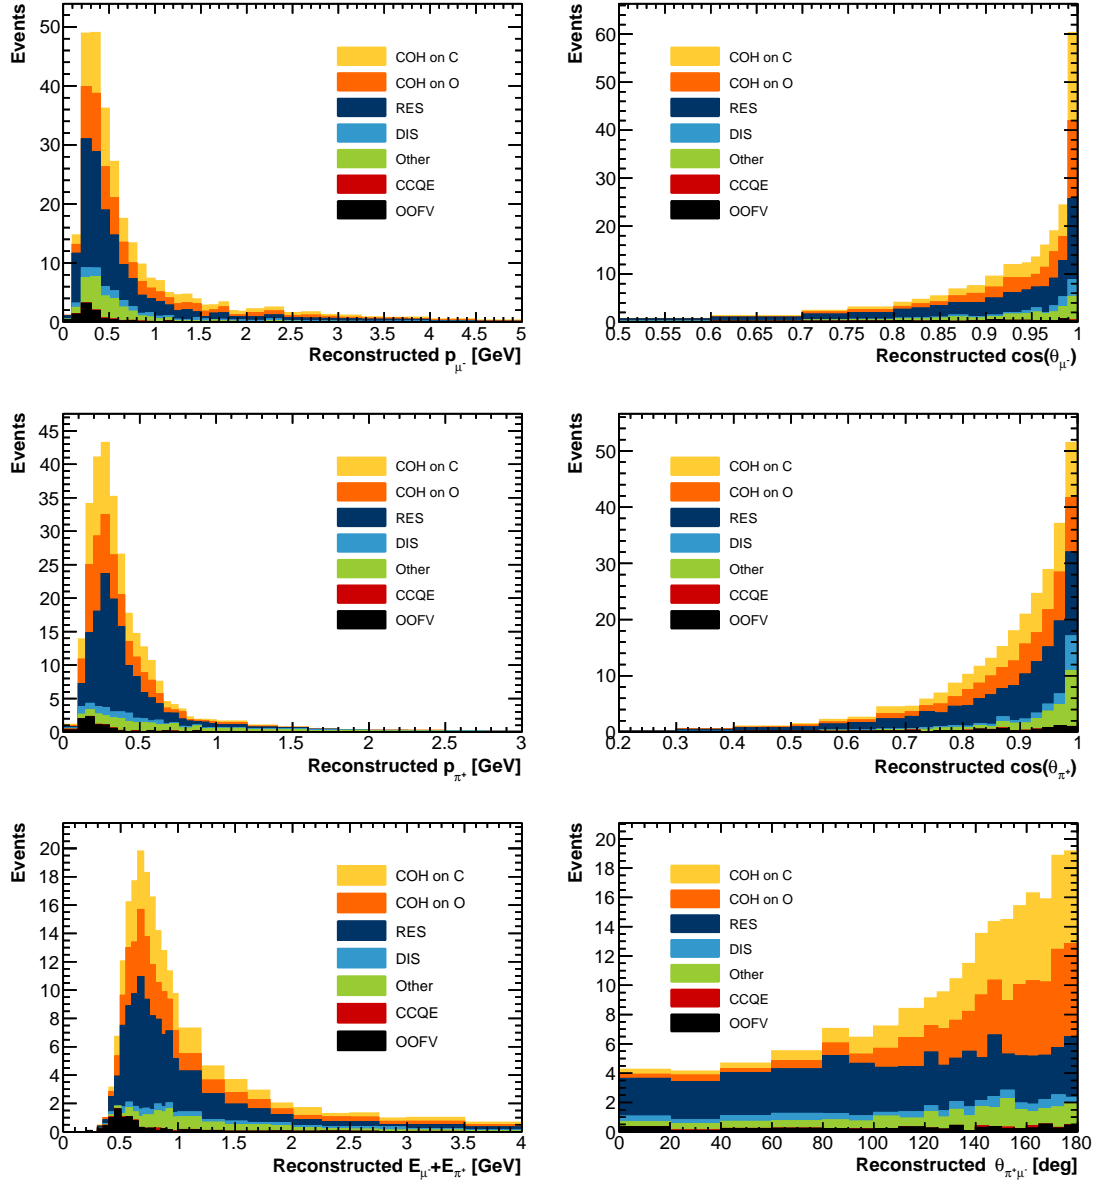 Events
50
40
30
20
10
0
0 0.5 1 1.5 2 2.5 3 3.5 4 4.5 5
Reconstructed p_μ⁻ [GeV]
COH on C
COH on O
RES
DIS
Other
CCQE
OOFV
Events
60
50
40
30
20
10
0
0.5 0.55 0.6 0.65 0.7 0.75 0.8 0.85 0.9 0.95 1
Reconstructed cos(θ_μ⁻)
COH on C
COH on O
RES
DIS
Other
CCQE
OOFV
Events
45
40
35
30
25
20
15
10
5
0
0 0.5 1 1.5 2 2.5 3
Reconstructed p_π⁺ [GeV]
COH on C
COH on O
RES
DIS
Other
CCQE
OOFV
Events
50
40
30
20
10
0
0.2 0.3 0.4 0.5 0.6 0.7 0.8 0.9 1
Reconstructed cos(θ_π⁺)
COH on C
COH on O
RES
DIS
Other
CCQE
OOFV
Events
20
18
16
14
12
10
8
6
4
2
0
0 0.5 1 1.5 2 2.5 3 3.5 4
Reconstructed E_μ⁻+E_π⁺ [GeV]
COH on C
COH on O
RES
DIS
Other
CCQE
OOFV
Events
20
18
16
14
12
10
8
6
4
2
0
0 20 40 60 80 100 120 140 160 180
Reconstructed θ_π⁺μ⁻ [deg]
COH on C
COH on O
RES
DIS
Other
CCQE
OOFV